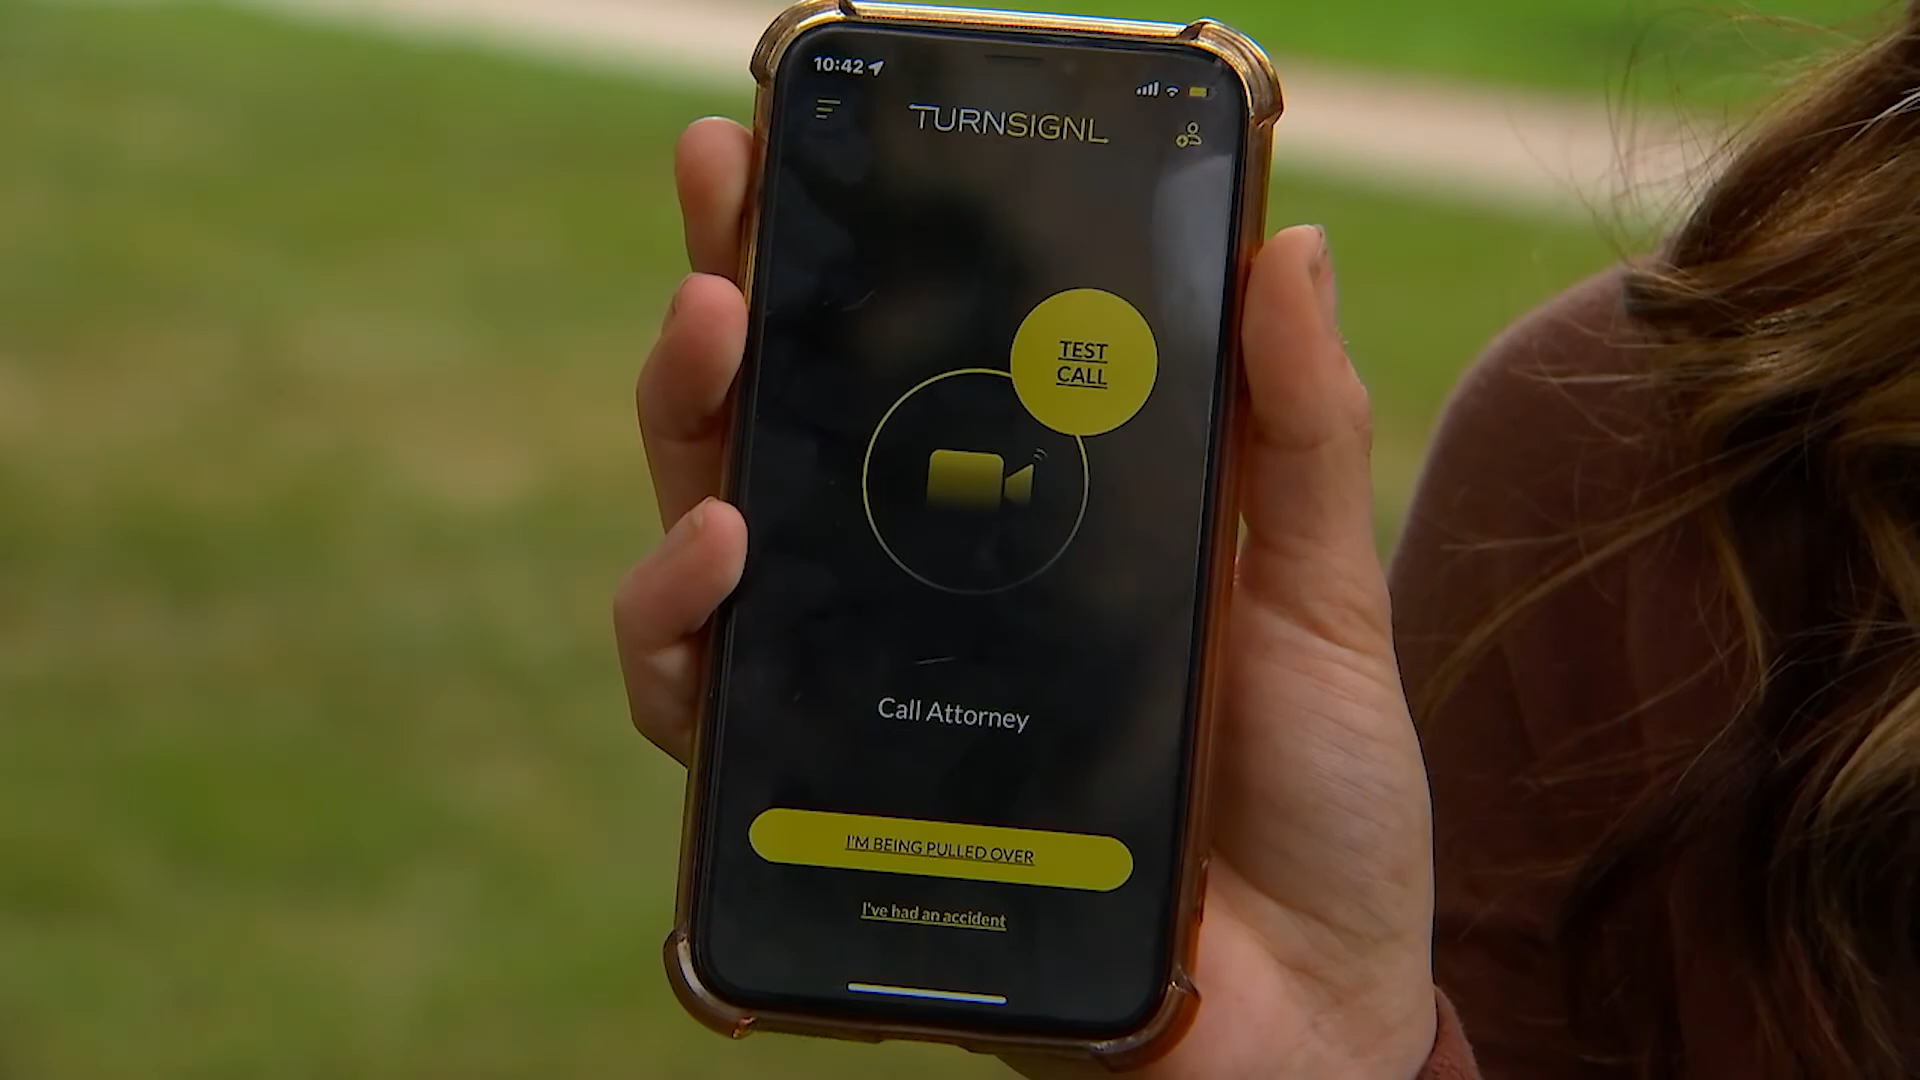 10:42
TURNSIGNL
TEST
CALL
Call Attorney
I'M BEING PULLED OVER
I've had an accident